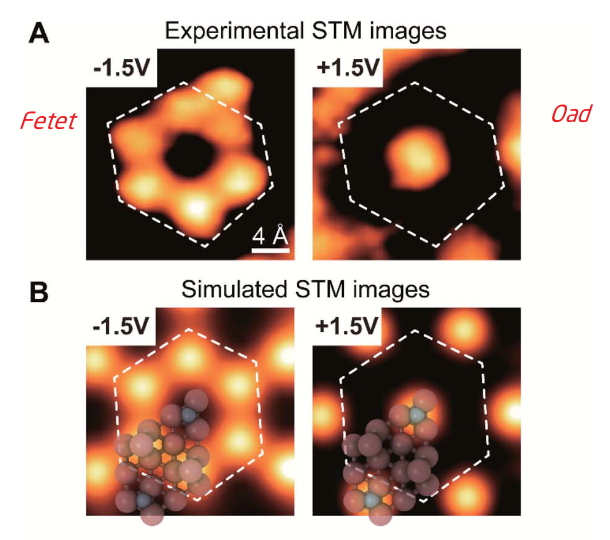 A Experimental STM images
-1.5V +1.5V
Fetet Oad
4 Å
B Simulated STM images
-1.5V +1.5V